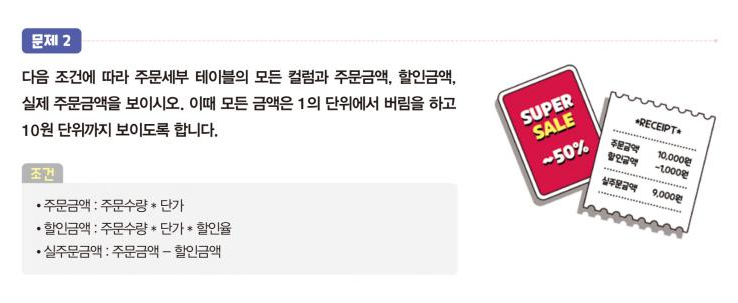 문제 2
다음 조건에 따라 주문세부 테이블의 모든 컬럼과 주문금액, 할인금액,
실제 주문금액을 보이시오. 이때 모든 금액은 1의 단위에서 버림을 하고
10원 단위까지 보이도록 합니다.
조건
• 주문금액 : 주문수량 * 단가
• 할인금액 : 주문수량 * 단가 * 할인율
• 실주문금액 : 주문금액 - 할인금액
SUPER
SALE
~50%
*RECEIPT*
주문금액 10,000원
할인금액 -1,000원
실주문금액 9,000원